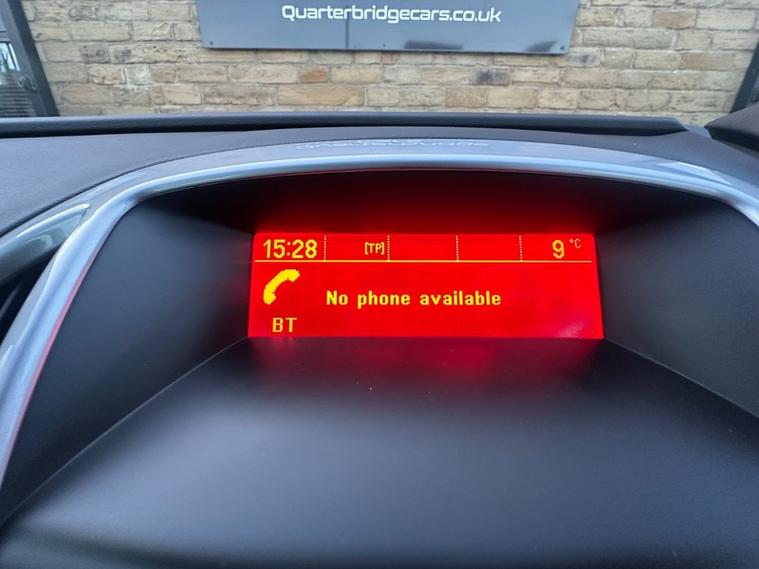 Quarterbridgecars.co.uk
15:28 [TP] 9 °C
No phone available
BT